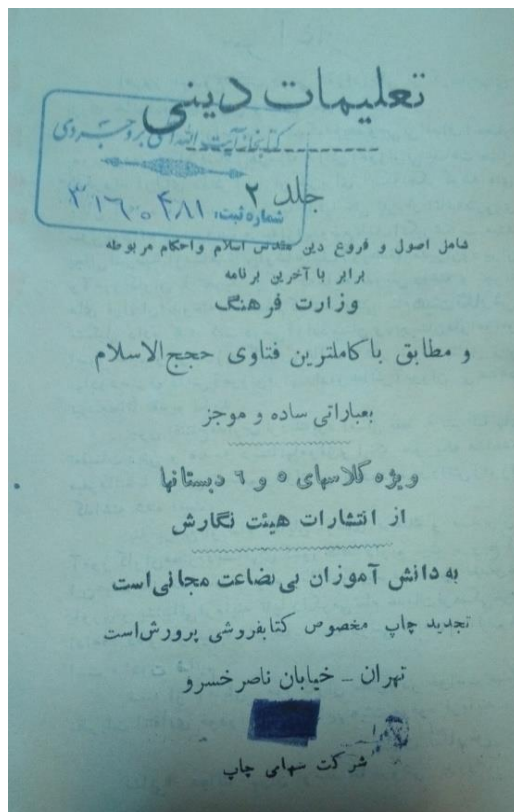 تعلیمات دینی
کتابخانه آیت الله بروجردی
جلد ۲
شماره ثبت: ۳۱۶۰۴۸۱
شامل اصول و فروع دین مقدس اسلام واحکام مربوطه
برابر با آخرین برنامه
وزارت فرهنگ
و مطابق با کاملترین فتاوی حجج‌الاسلام
بعباراتی ساده و موجز
ویژه کلاسهای ۵ و ٦ دبستانها
از انتشارات هیئت نگارش
به دانش آموزان بی بضاعت مجانی است
تجدید چاپ مخصوص کتابفروشی پرورش است
تهران - خیابان ناصر خسرو
شرکت سهامی چاپ